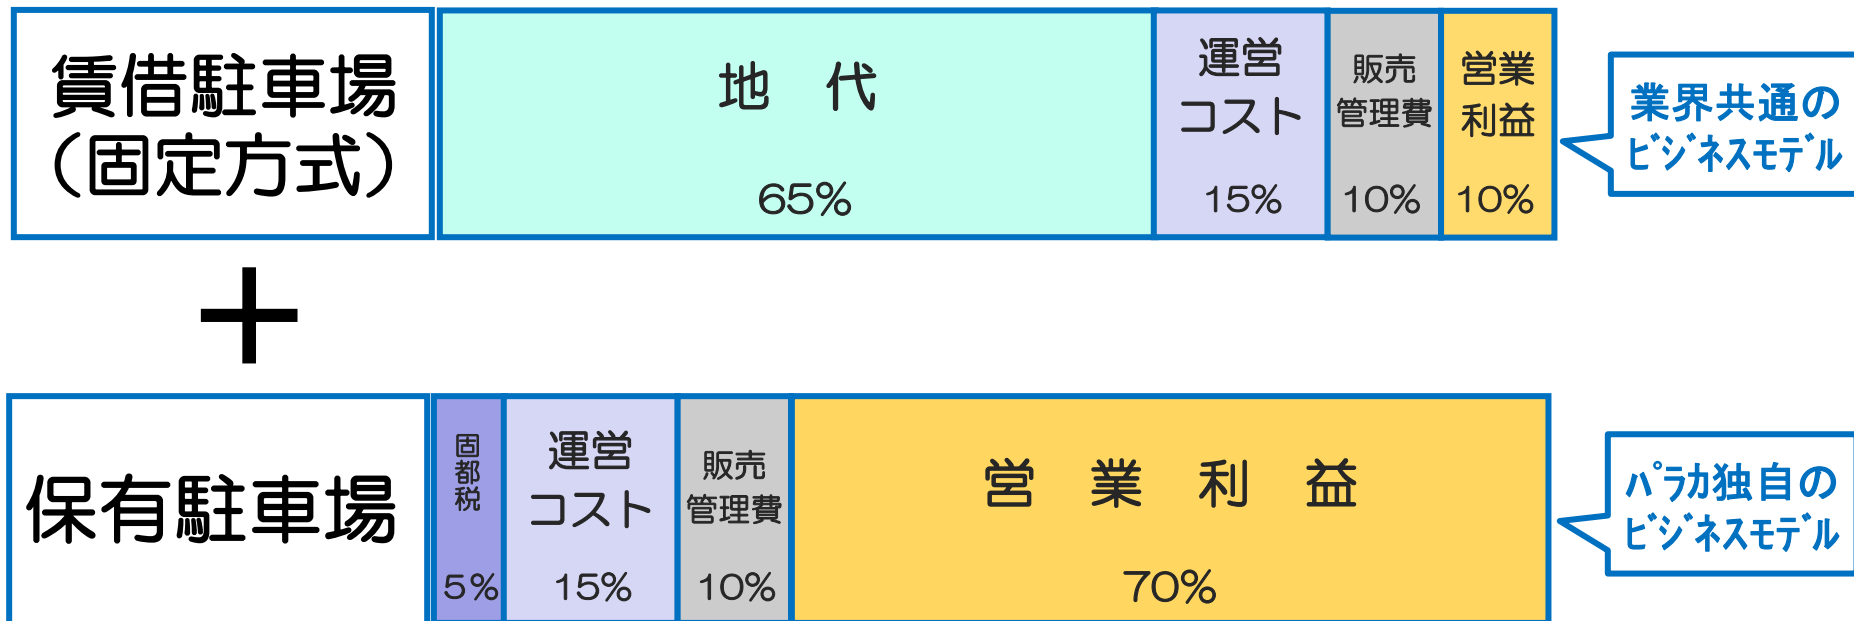 賃借駐車場
(固定方式)
地 代
65%
運営
コスト
15%
販売
管理費
10%
営業
利益
10%
業界共通の
ビジネスモデル
+
保有駐車場
固都税
5%
運営
コスト
15%
販売
管理費
10%
営 業 利 益
70%
パラカ独自の
ビジネスモデル